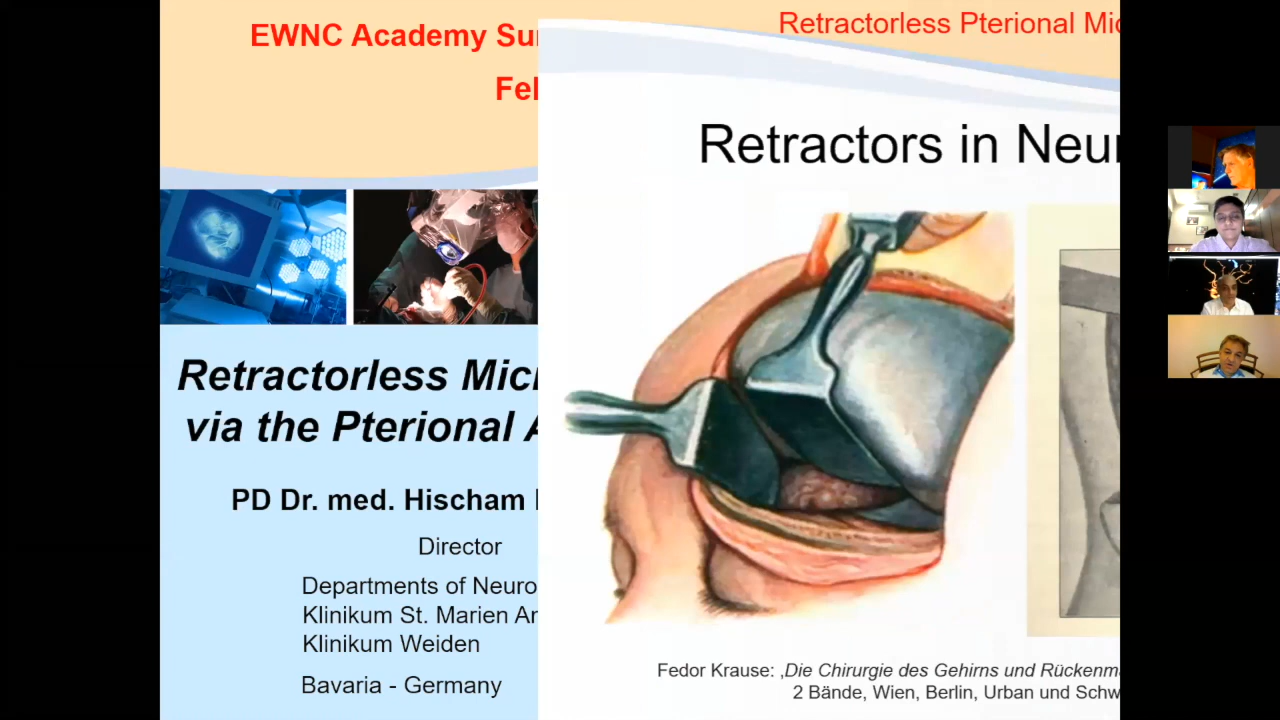 EWNC Academy Su
Fel
Retractorless Mic
via the Pterional A
PD Dr. med. Hischam
Director
Departments of Neuro
Klinikum St. Marien A
Klinikum Weiden
Bavaria - Germany
Retractorless Pterional Mic
Retractors in Neu
Fedor Krause: ‚Die Chirurgie des Gehirns und Rückenm
2 Bände, Wien, Berlin, Urban und Schw